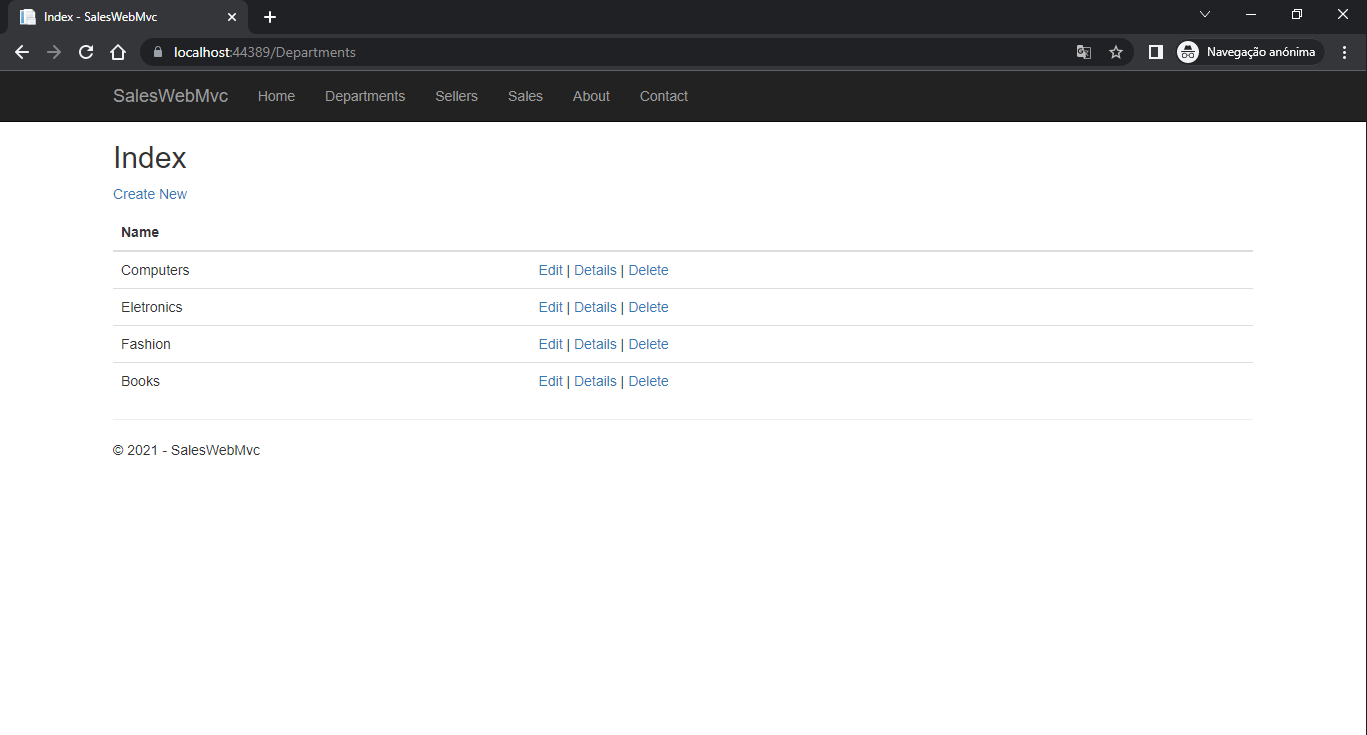 Index - SalesWebMvc
localhost:44389/Departments
Navegação anónima
SalesWebMvc Home Departments Sellers Sales About Contact
Index
Create New
Name
Computers Edit | Details | Delete
Eletronics Edit | Details | Delete
Fashion Edit | Details | Delete
Books Edit | Details | Delete
© 2021 - SalesWebMvc